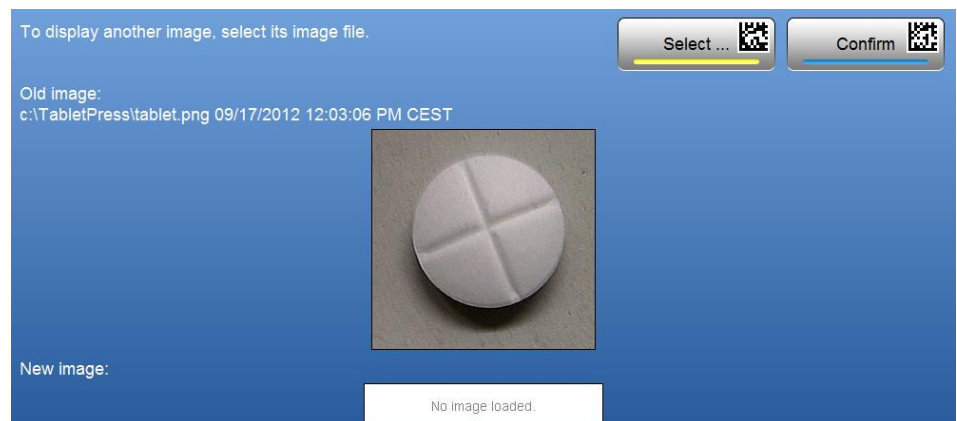 To display another image, select its image file.
Select ...
Confirm
Old image:
c:\TabletPress\tablet.png 09/17/2012 12:03:06 PM CEST
New image:
No image loaded.